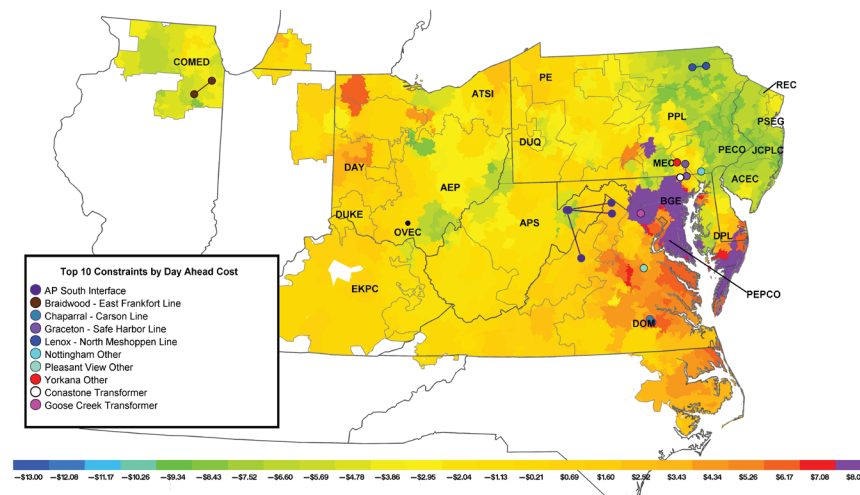 COMED
ATSI
PE
REC
PPL
PSEG
DUQ
PECO
JCPLC
MEC
DAY
AEP
ACEC
BGE
APS
DUKE
OVEC
DPL
EKPC
PEPCO
DOM
Top 10 Constraints by Day Ahead Cost
AP South Interface
Braidwood - East Frankfort Line
Chaparral - Carson Line
Graceton - Safe Harbor Line
Lenox - North Meshoppen Line
Nottingham Other
Pleasant View Other
Yorkana Other
Conastone Transformer
Goose Creek Transformer
—$13.00 —$12.08 —$11.17 —$10.26 —$9.34 —$8.43 —$7.52 —$6.60 —$5.69 —$4.78 —$3.86 —$2.95 —$2.04 —$1.13 —$0.21 $0.69 $1.60 $2.52 $3.43 $4.34 $5.26 $6.17 $7.08 $8.0